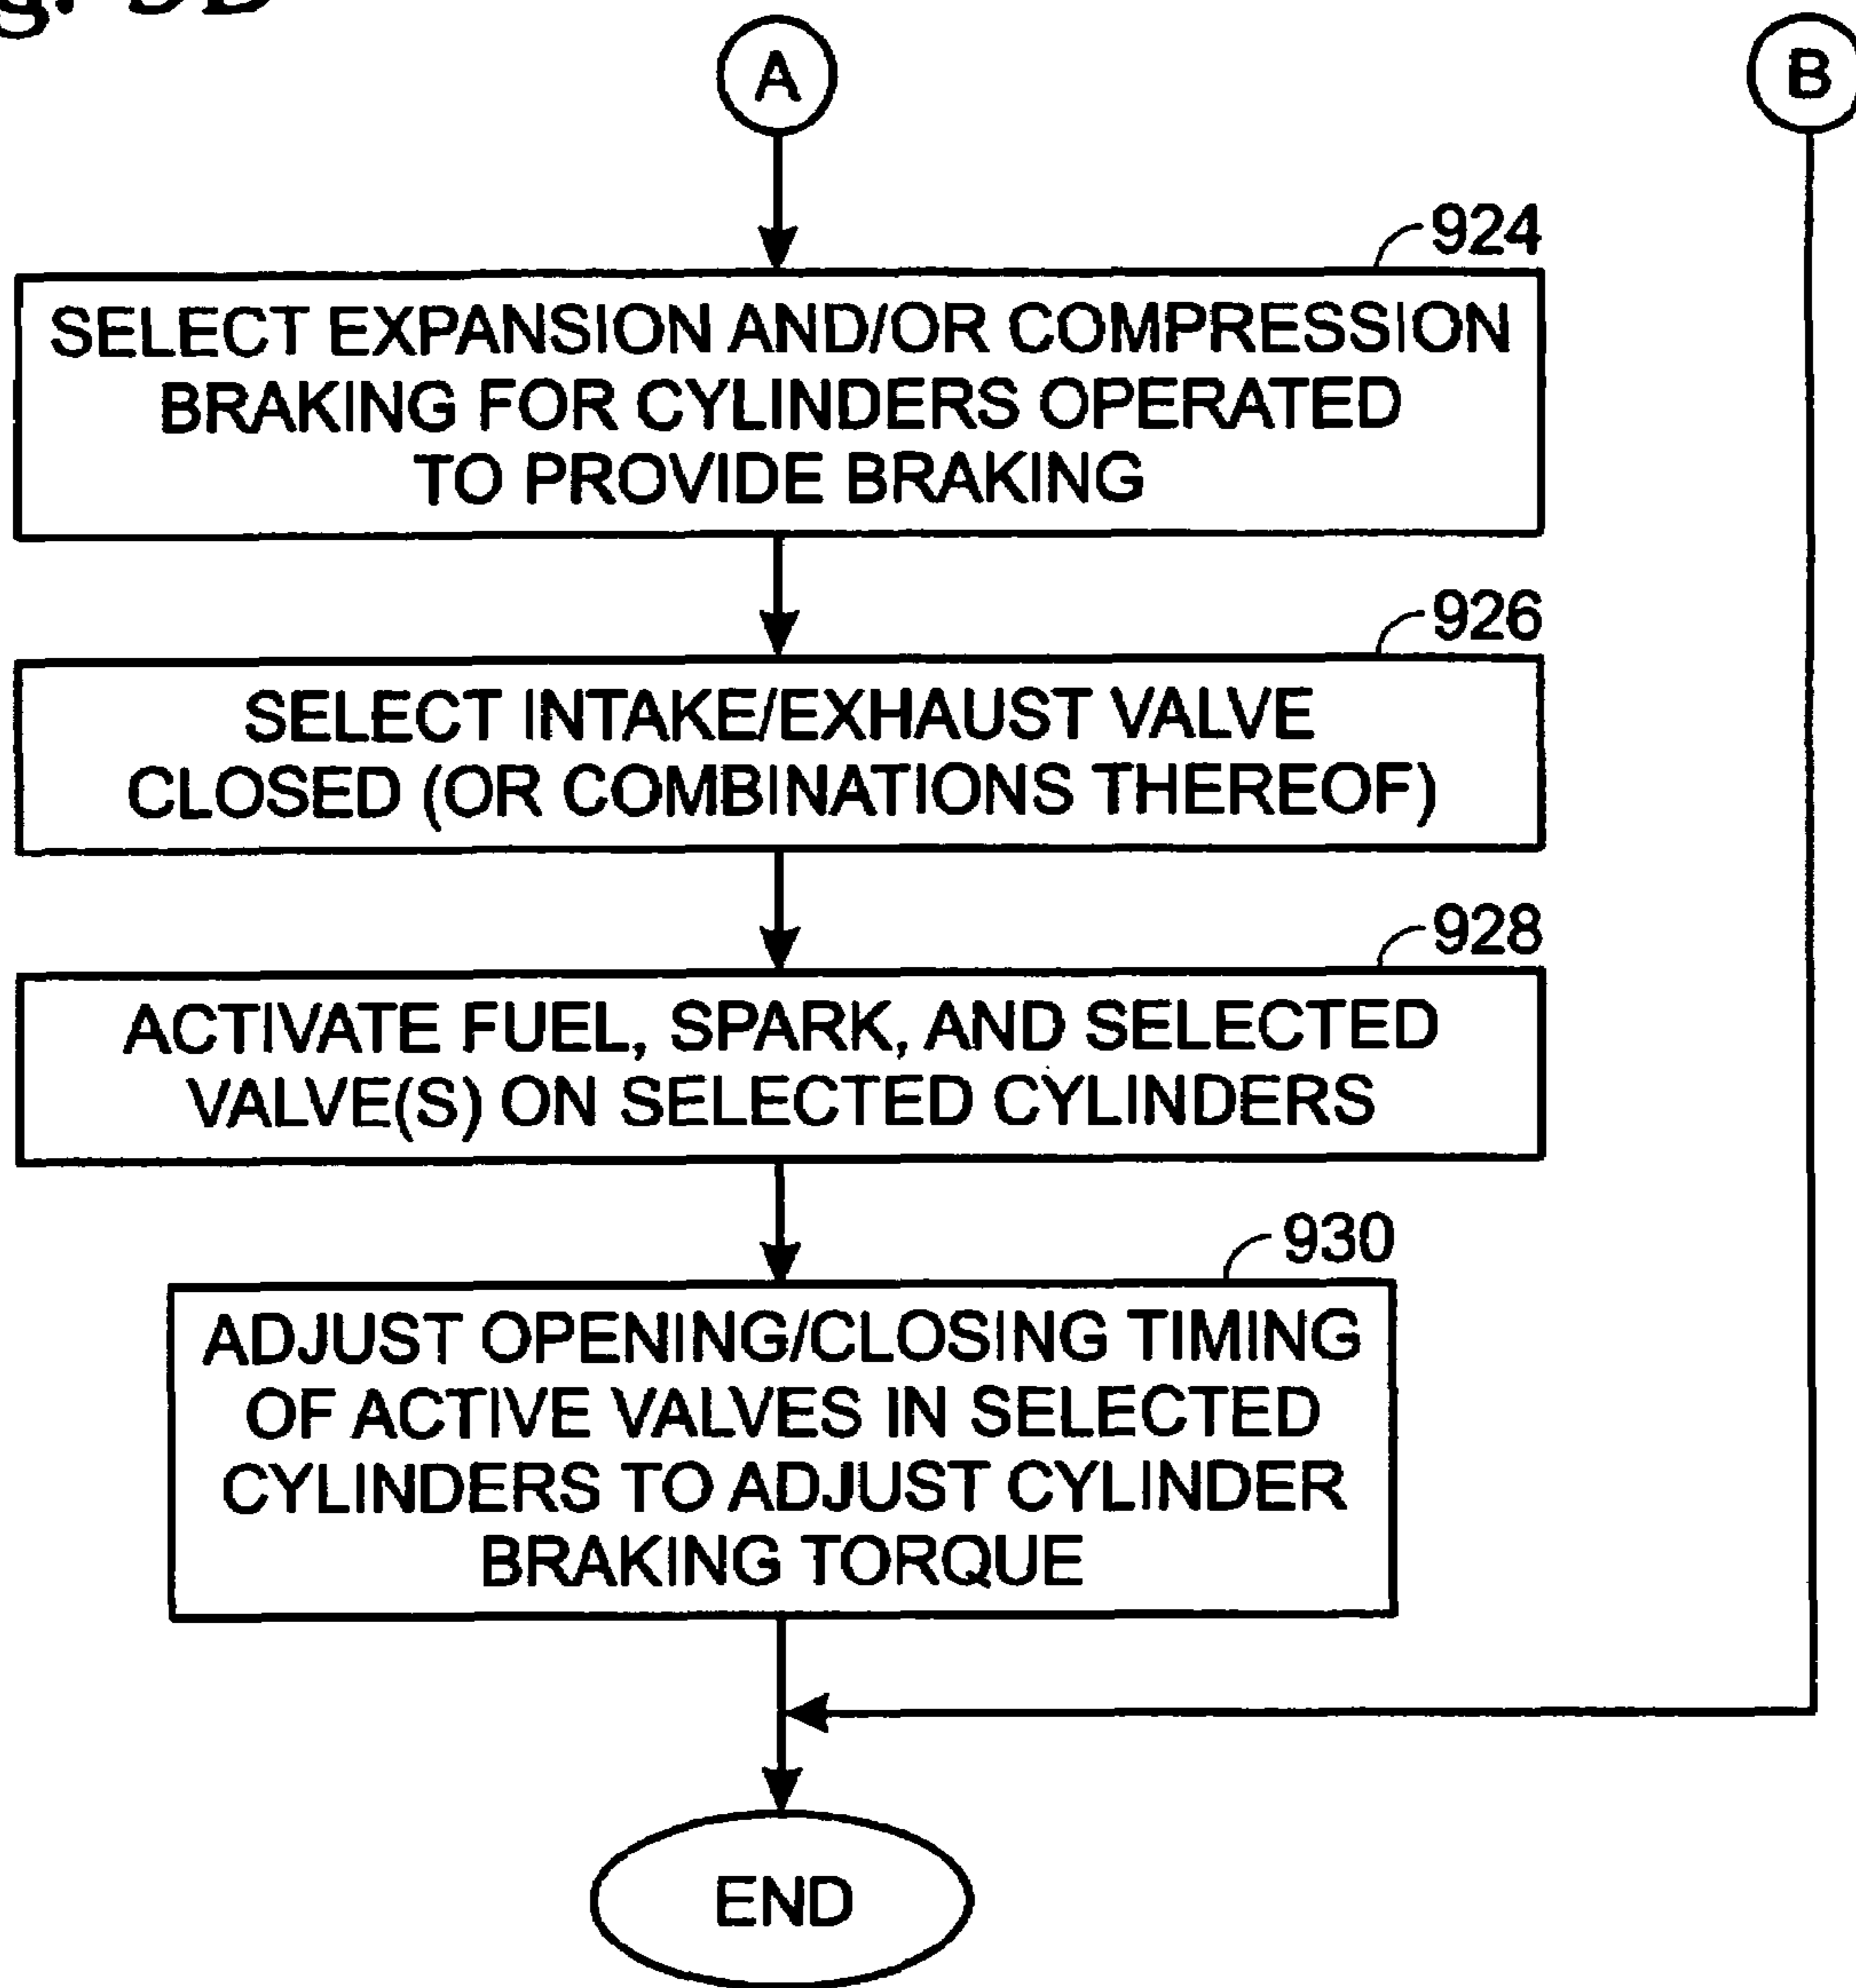 A
B
924
SELECT EXPANSION AND/OR COMPRESSION
BRAKING FOR CYLINDERS OPERATED
TO PROVIDE BRAKING
926
SELECT INTAKE/EXHAUST VALVE
CLOSED (OR COMBINATIONS THEREOF)
928
ACTIVATE FUEL, SPARK, AND SELECTED
VALVE(S) ON SELECTED CYLINDERS
930
ADJUST OPENING/CLOSING TIMING
OF ACTIVE VALVES IN SELECTED
CYLINDERS TO ADJUST CYLINDER
BRAKING TORQUE
END